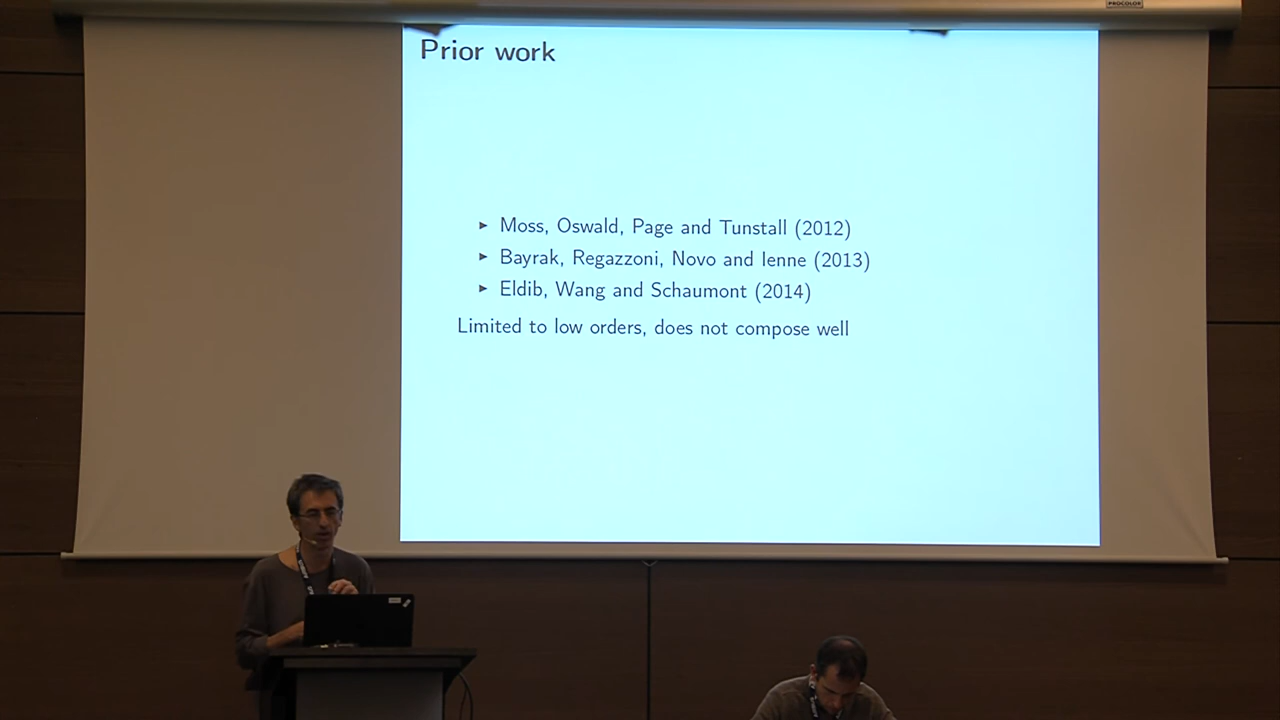 PROCOLOR
Prior work
▶ Moss, Oswald, Page and Tunstall (2012)
▶ Bayrak, Regazzoni, Novo and Ienne (2013)
▶ Eldib, Wang and Schaumont (2014)
Limited to low orders, does not compose well